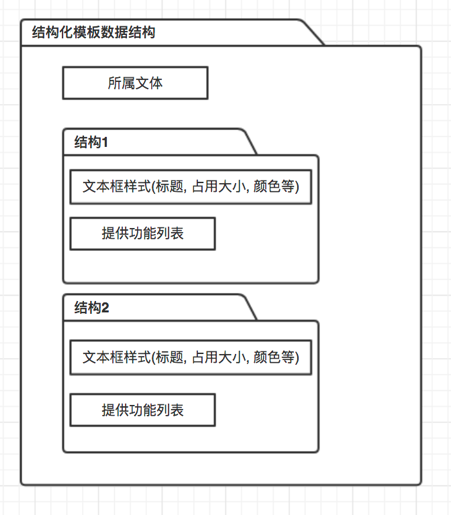 结构化模板数据结构
所属文体
结构1
文本框样式(标题, 占用大小, 颜色等)
提供功能列表
结构2
文本框样式(标题, 占用大小, 颜色等)
提供功能列表